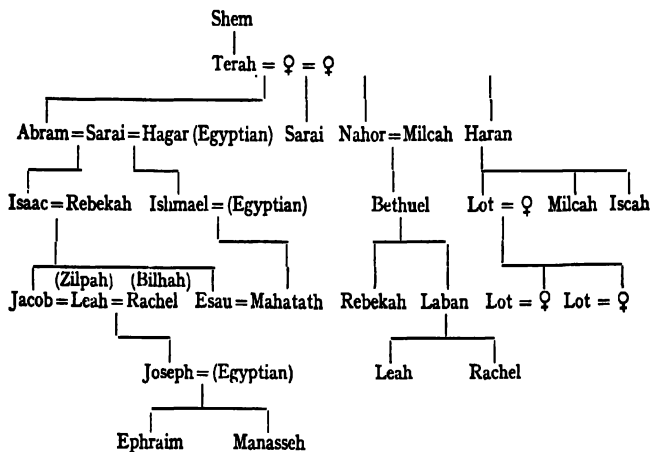 Shem
Terah = ♀ = ♀
Abram = Sarai = Hagar (Egyptian) Sarai Nahor = Milcah Haran
Isaac = Rebekah Ishmael = (Egyptian) Bethuel Lot = ♀ Milcah Iscah
(Zilpah) (Bilhah)
Jacob = Leah = Rachel Esau = Mahatath Rebekah Laban Lot = ♀ Lot = ♀
Joseph = (Egyptian) Leah Rachel
Ephraim Manasseh